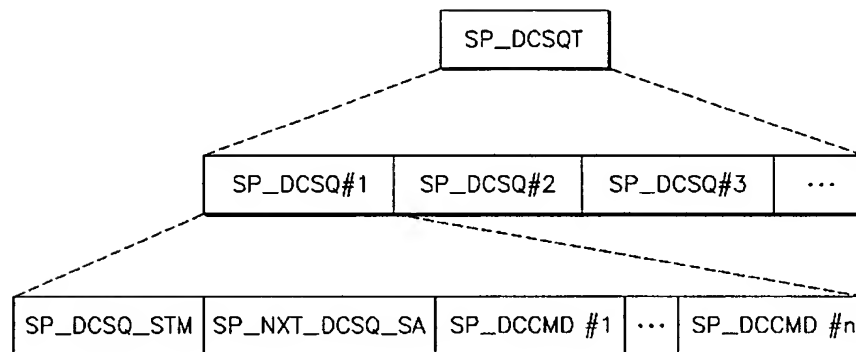 SP_DCSQT
SP_DCSQ#1 SP_DCSQ#2 SP_DCSQ#3 ···
SP_DCSQ_STM SP_NXT_DCSQ_SA SP_DCCMD #1 ··· SP_DCCMD #n